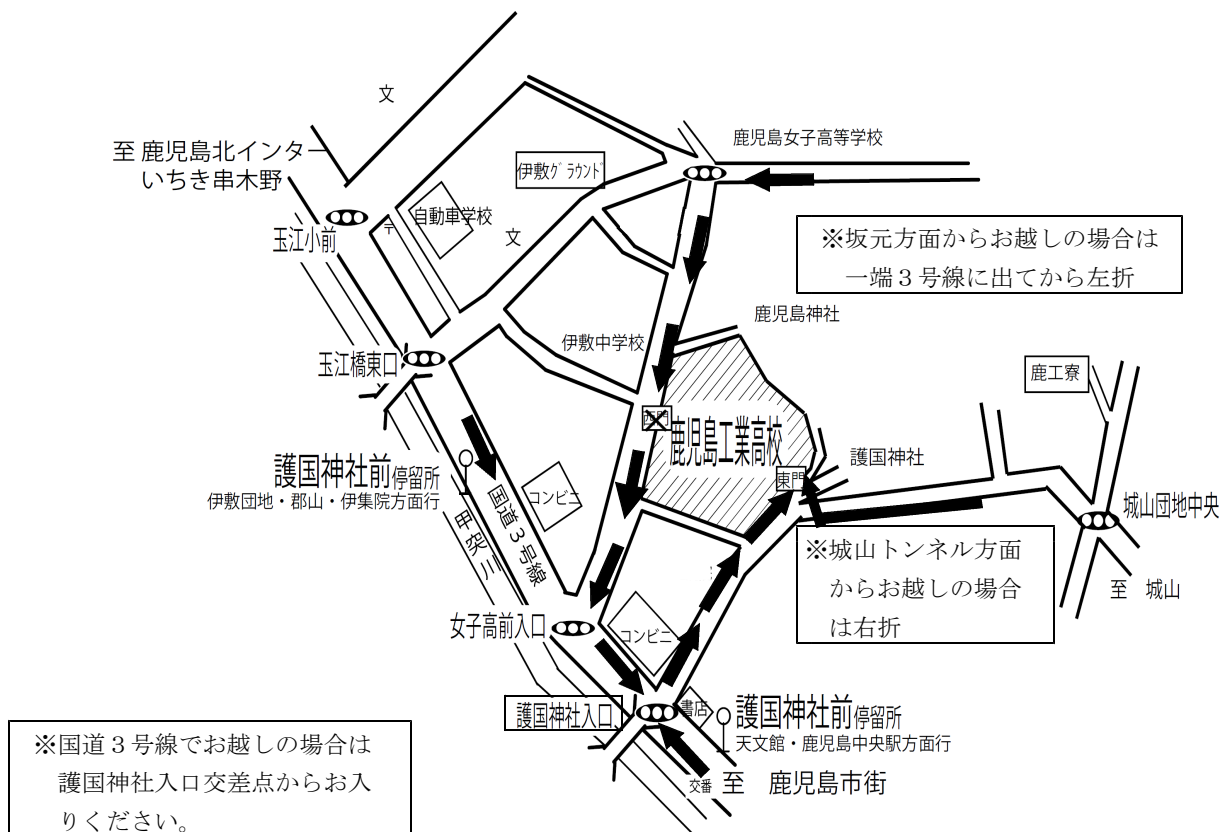 文
鹿児島女子高等学校
至 鹿児島北インター
いちき串木野
伊敷グラウンド
自動車学校
〒
玉江小前
文
※坂元方面からお越しの場合は
一端３号線に出てから左折
鹿児島神社
伊敷中学校
玉江橋東口
鹿工寮
西門
鹿児島工業高校
護国神社
東門
護国神社前停留所
伊敷団地・郡山・伊集院方面行
コンビニ
国道３号線
甲突川
城山団地中央
※城山トンネル方面
からお越しの場合
は右折
至 城山
女子高前入口
コンビニ
護国神社入口
書店
護国神社前停留所
天文館・鹿児島中央駅方面行
交番
至 鹿児島市街
※国道３号線でお越しの場合は
護国神社入口交差点からお入
りください。